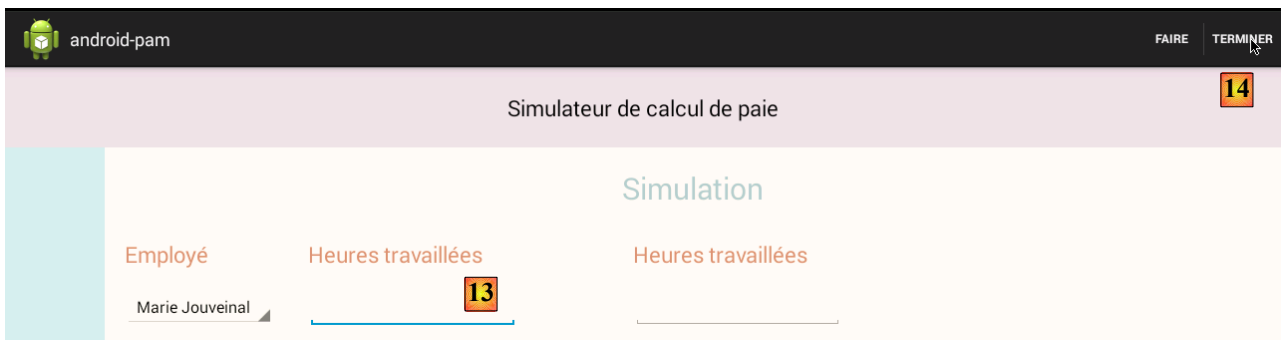 android-pam FAIRE TERMINER
14
Simulateur de calcul de paie
Simulation
Employé Heures travaillées Heures travaillées
13
Marie Jouveinal